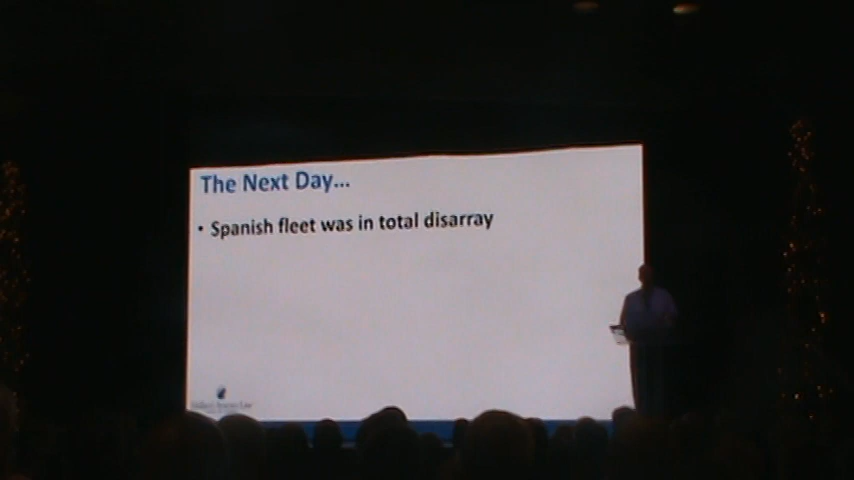 The Next Day...
• Spanish fleet was in total disarray